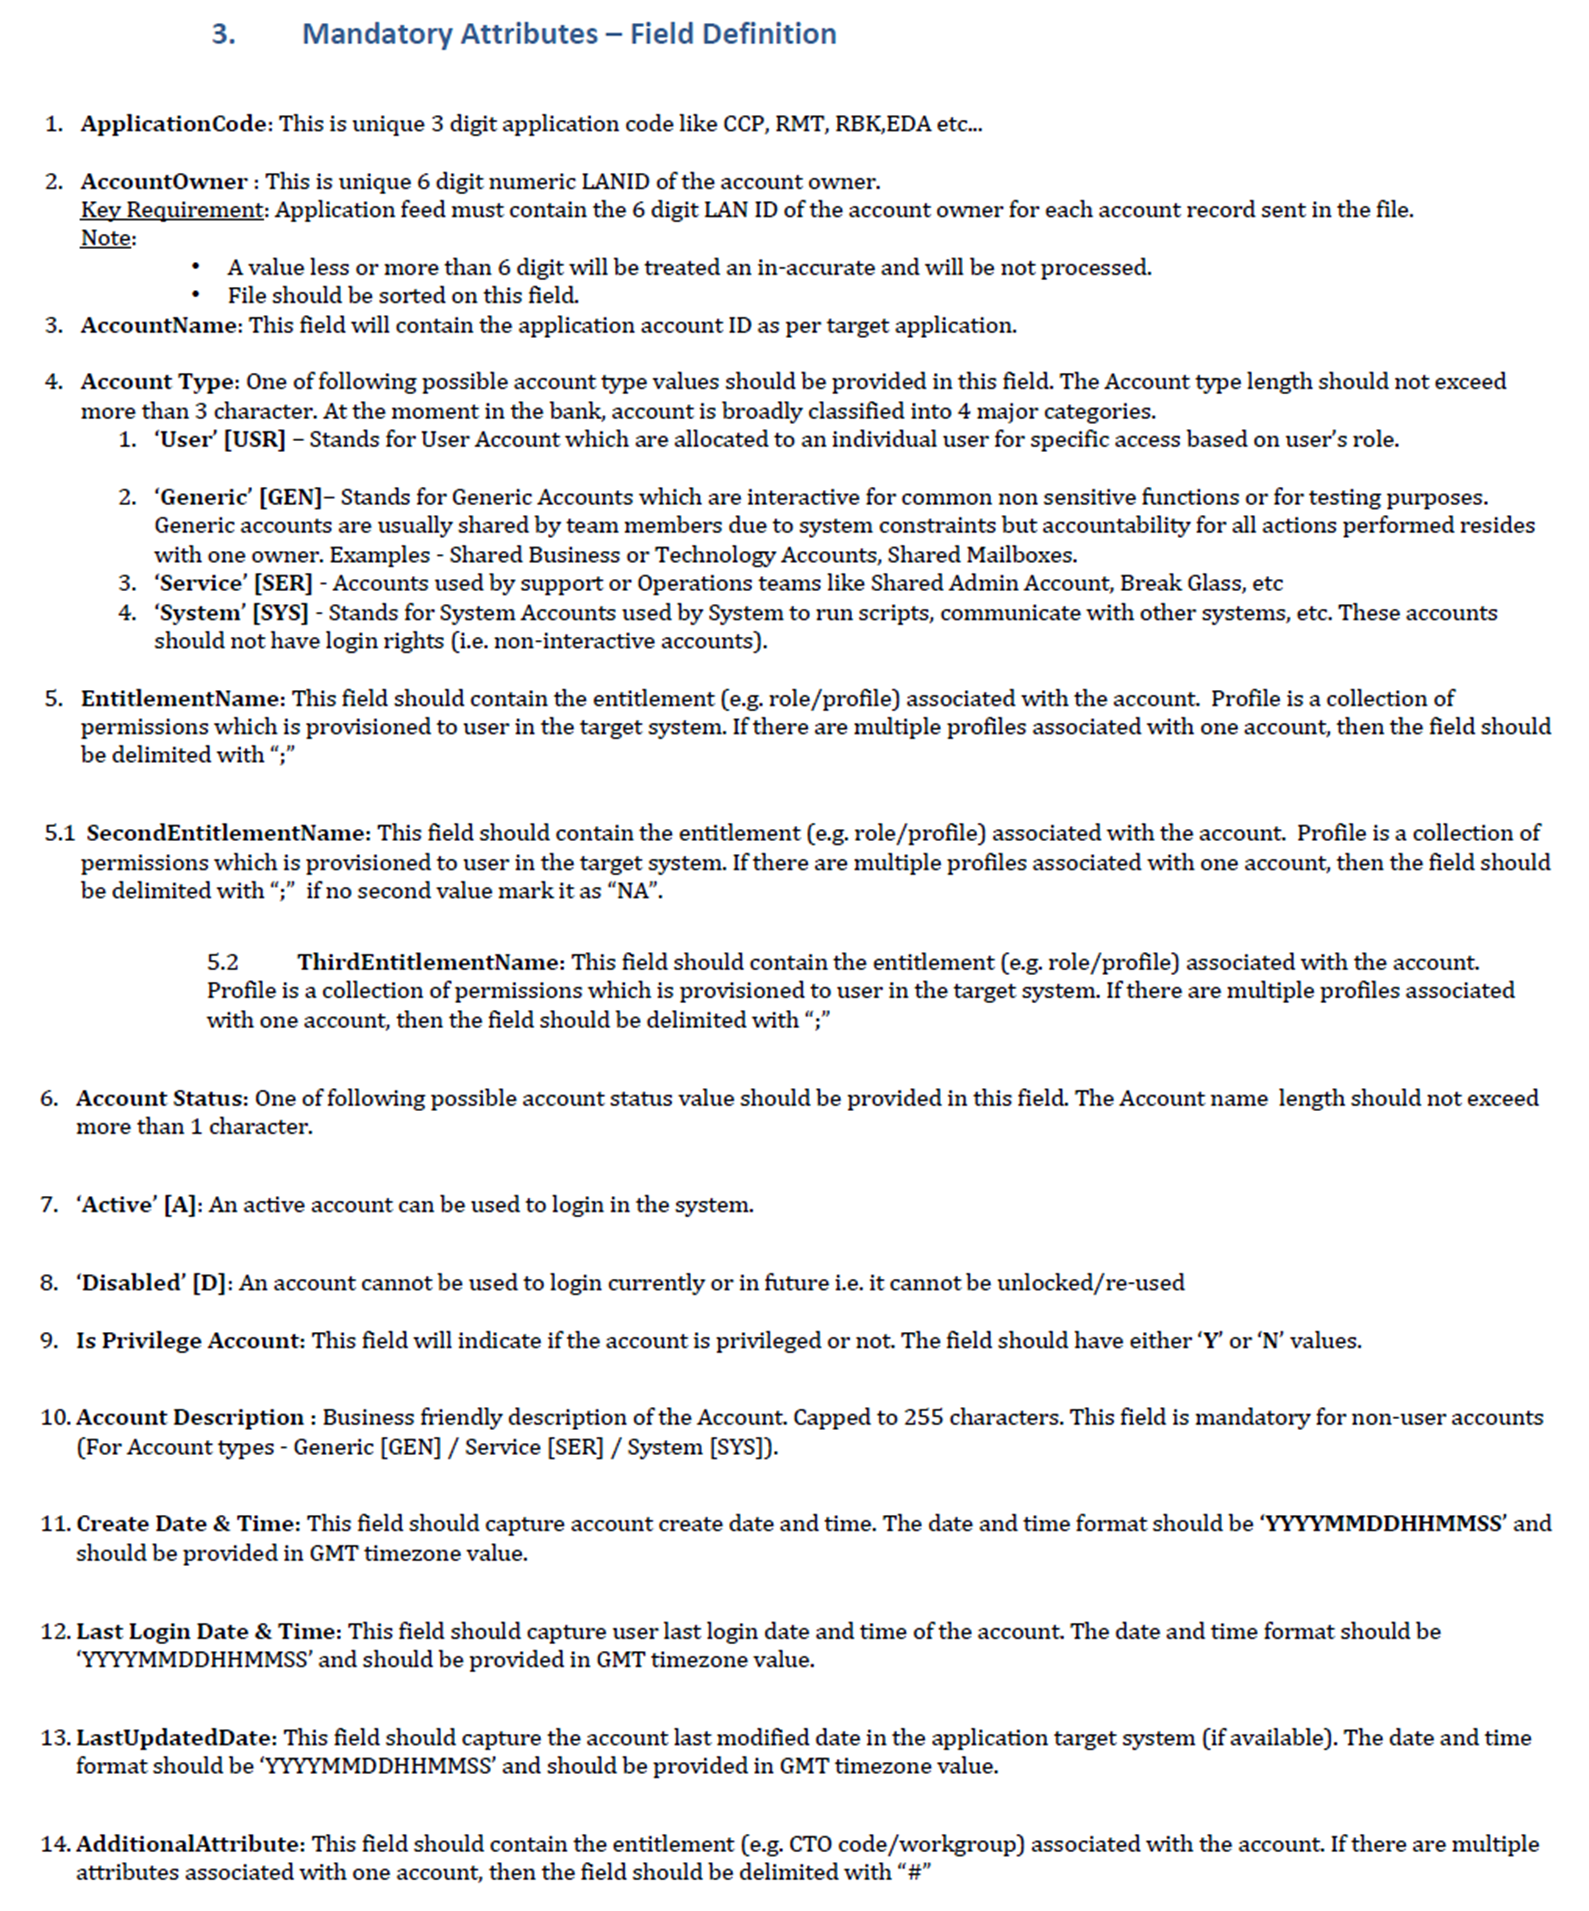 3. Mandatory Attributes – Field Definition
1. ApplicationCode: This is unique 3 digit application code like CCP, RMT, RBK,EDA etc...
2. AccountOwner : This is unique 6 digit numeric LANID of the account owner.
Key Requirement: Application feed must contain the 6 digit LAN ID of the account owner for each account record sent in the file.
Note:
• A value less or more than 6 digit will be treated an in-accurate and will be not processed.
• File should be sorted on this field.
3. AccountName: This field will contain the application account ID as per target application.
4. Account Type: One of following possible account type values should be provided in this field. The Account type length should not exceed
more than 3 character. At the moment in the bank, account is broadly classified into 4 major categories.
1. ‘User’ [USR] – Stands for User Account which are allocated to an individual user for specific access based on user’s role.
2. ‘Generic’ [GEN]– Stands for Generic Accounts which are interactive for common non sensitive functions or for testing purposes.
Generic accounts are usually shared by team members due to system constraints but accountability for all actions performed resides
with one owner. Examples - Shared Business or Technology Accounts, Shared Mailboxes.
3. ‘Service’ [SER] - Accounts used by support or Operations teams like Shared Admin Account, Break Glass, etc
4. ‘System’ [SYS] - Stands for System Accounts used by System to run scripts, communicate with other systems, etc. These accounts
should not have login rights (i.e. non-interactive accounts).
5. EntitlementName: This field should contain the entitlement (e.g. role/profile) associated with the account. Profile is a collection of
permissions which is provisioned to user in the target system. If there are multiple profiles associated with one account, then the field should
be delimited with “;”
5.1 SecondEntitlementName: This field should contain the entitlement (e.g. role/profile) associated with the account. Profile is a collection of
permissions which is provisioned to user in the target system. If there are multiple profiles associated with one account, then the field should
be delimited with “;” if no second value mark it as “NA”.
5.2 ThirdEntitlementName: This field should contain the entitlement (e.g. role/profile) associated with the account.
Profile is a collection of permissions which is provisioned to user in the target system. If there are multiple profiles associated
with one account, then the field should be delimited with “;”
6. Account Status: One of following possible account status value should be provided in this field. The Account name length should not exceed
more than 1 character.
7. ‘Active’ [A]: An active account can be used to login in the system.
8. ‘Disabled’ [D]: An account cannot be used to login currently or in future i.e. it cannot be unlocked/re-used
9. Is Privilege Account: This field will indicate if the account is privileged or not. The field should have either ‘Y’ or ‘N’ values.
10. Account Description : Business friendly description of the Account. Capped to 255 characters. This field is mandatory for non-user accounts
(For Account types - Generic [GEN] / Service [SER] / System [SYS]).
11. Create Date & Time: This field should capture account create date and time. The date and time format should be ‘YYYYMMDDHHMMSS’ and
should be provided in GMT timezone value.
12. Last Login Date & Time: This field should capture user last login date and time of the account. The date and time format should be
‘YYYYMMDDHHMMSS’ and should be provided in GMT timezone value.
13. LastUpdatedDate: This field should capture the account last modified date in the application target system (if available). The date and time
format should be ‘YYYYMMDDHHMMSS’ and should be provided in GMT timezone value.
14. AdditionalAttribute: This field should contain the entitlement (e.g. CTO code/workgroup) associated with the account. If there are multiple
attributes associated with one account, then the field should be delimited with “#”